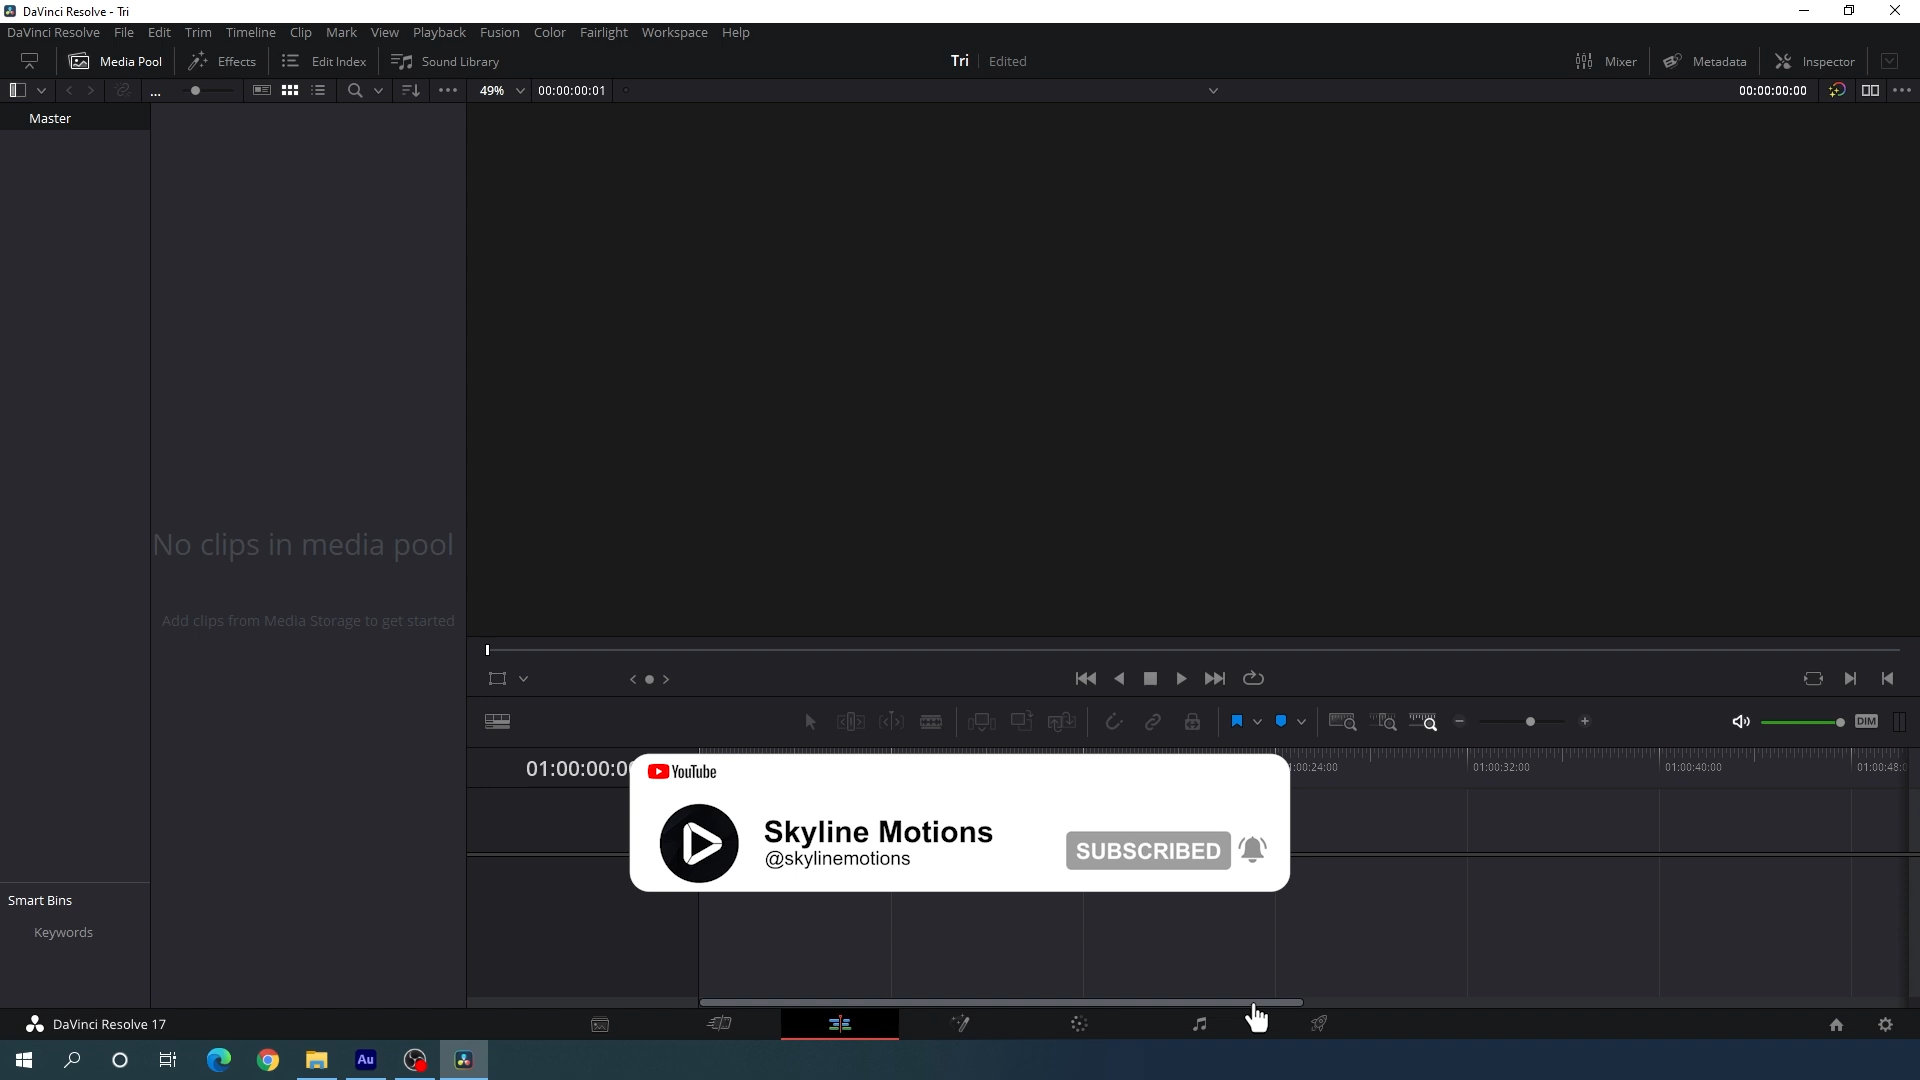 DaVinci Resolve - Tri
DaVinci Resolve File Edit Trim Timeline Clip Mark View Playback Fusion Color Fairlight Workspace Help
Media Pool Effects Edit Index Sound Library Tri Edited Mixer Metadata Inspector
... 49% 00:00:00:01 00:00:00:00
Master
No clips in media pool
Add clips from Media Storage to get started
DIM
01:00:00:0
YouTube
Skyline Motions
@skylinemotions
SUBSCRIBED
:00:24:00 01:00:32:00 01:00:40:00 01:00:48:0
Smart Bins
Keywords
DaVinci Resolve 17
Au